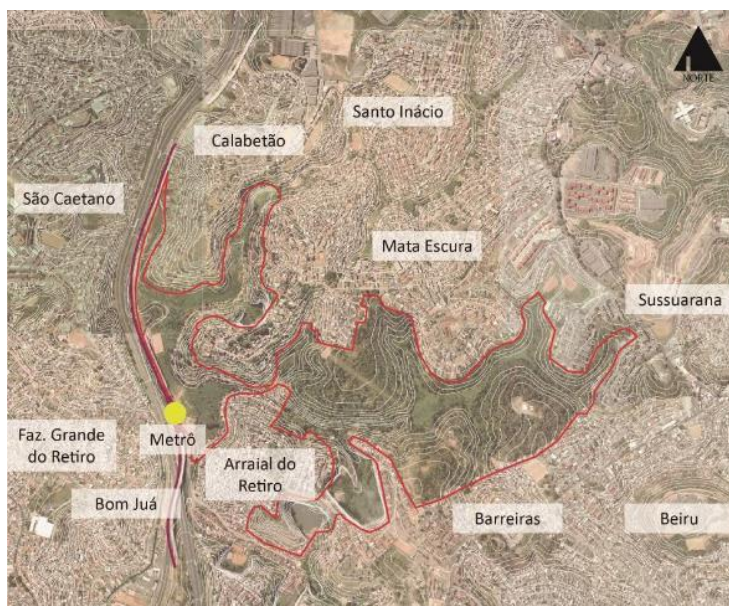 NORTE
Santo Inácio
Calabetão
São Caetano
Mata Escura
Sussuarana
Faz. Grande
do Retiro
Metrô
Arraial do
Retiro
Bom Juá
Barreiras
Beiru